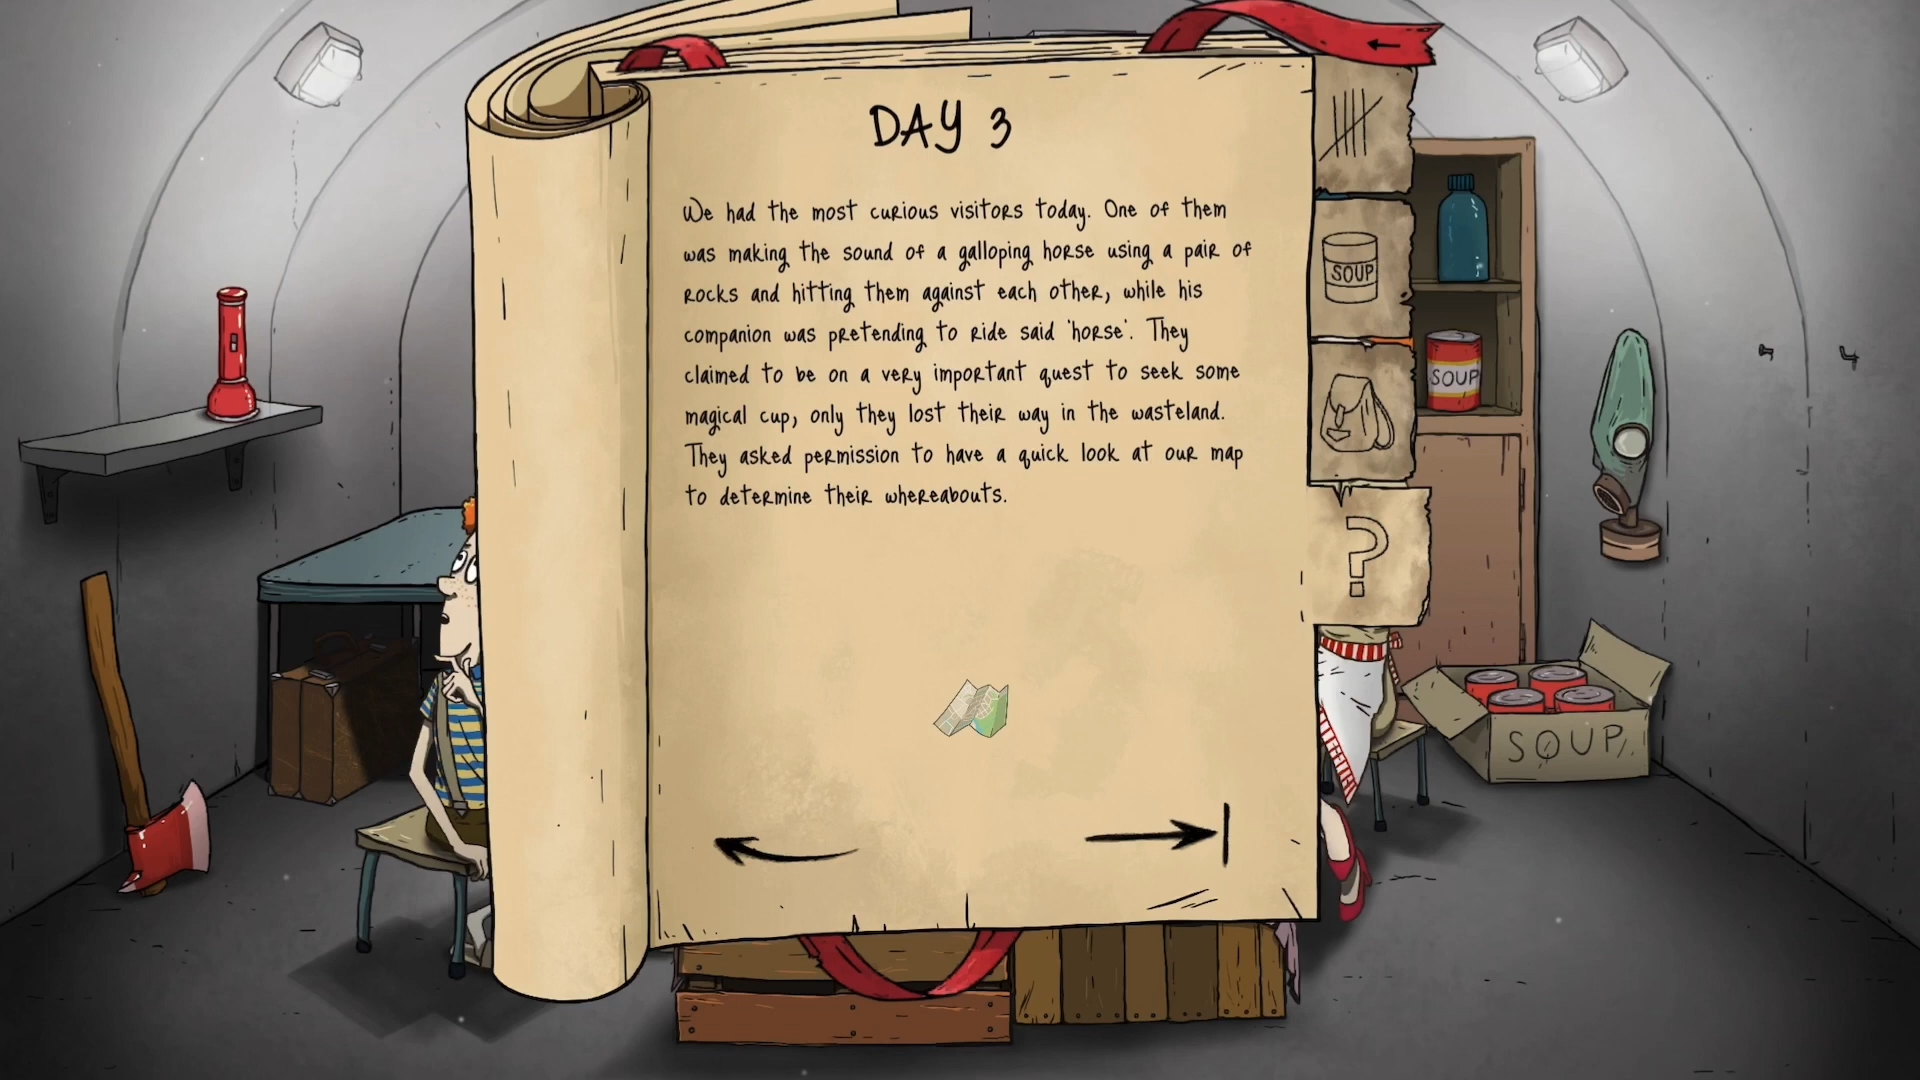 DAY 3
We had the most curious visitors today. One of them
was making the sound of a galloping horse using a pair of
rocks and hitting them against each other, while his
companion was pretending to ride said 'horse'. They
claimed to be on a very important quest to seek some
magical cup, only they lost their way in the wasteland.
They asked permission to have a quick look at our map
to determine their whereabouts.
SOUP
?
SOUP
SOUP